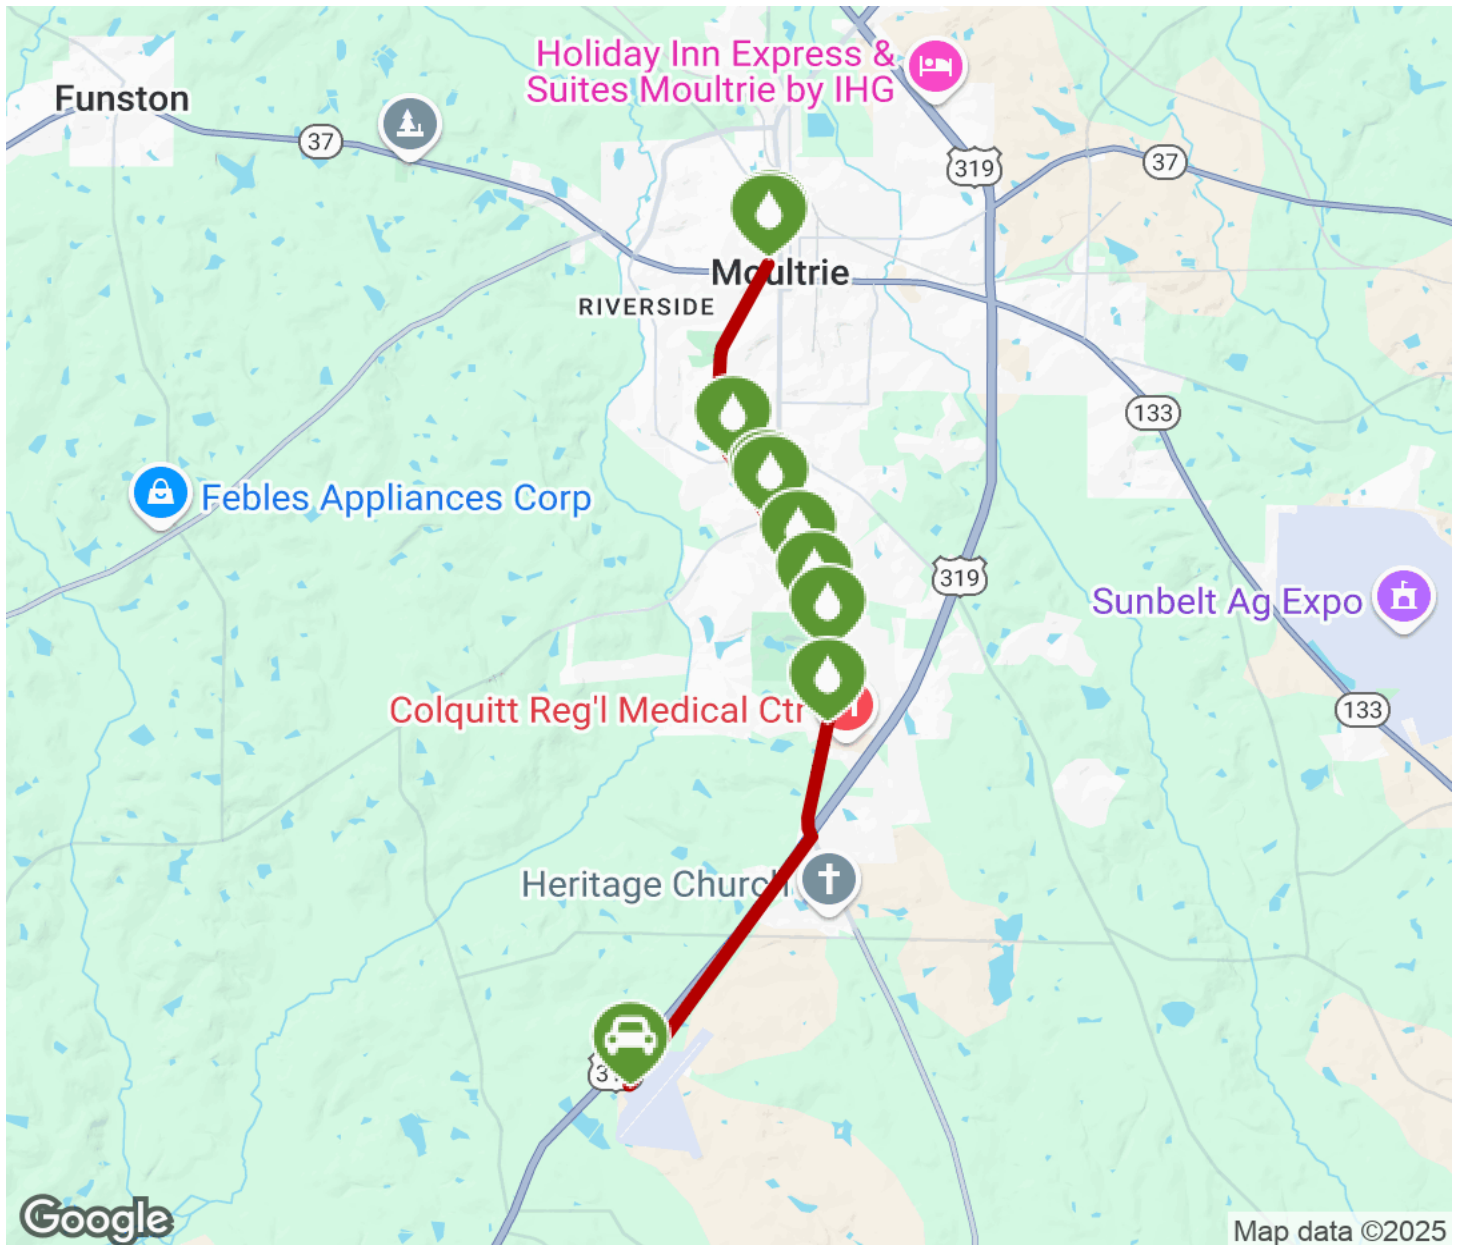 Holiday Inn Express &
Suites Moultrie by IHG
Funston
37
319
37
Moultrie
RIVERSIDE
133
Febles Appliances Corp
319
Sunbelt Ag Expo
Colquitt Reg'l Medical Ctr
133
Heritage Church
Google
Map data ©2025